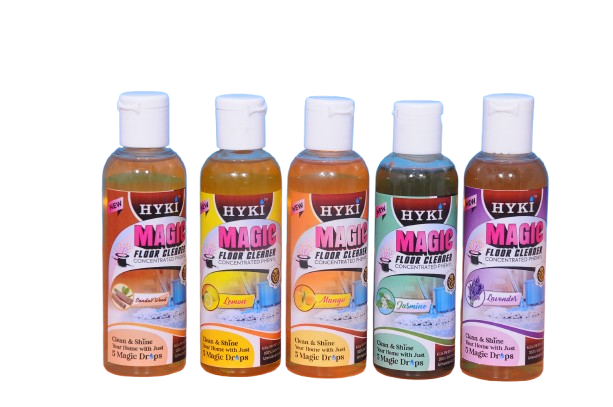 NEW
HYKI
MAGIC
FLOOR CLEANER
CONCENTRATED PHENYL
Sandal Wood
Clean & Shine
Your Home with Just
5 Magic Drops
NEW
HYKI
MAGIC
FLOOR CLEANER
CONCENTRATED PHENYL
Lemon
Clean & Shine
Your Home with Just
5 Magic Drops
NEW
HYKI
MAGIC
FLOOR CLEANER
CONCENTRATED PHENYL
Mango
Clean & Shine
Your Home with Just
5 Magic Drops
NEW
HYKI
MAGIC
FLOOR CLEANER
CONCENTRATED PHENYL
Jasmine
Clean & Shine
Your Home with Just
5 Magic Drops
NEW
HYKI
MAGIC
FLOOR CLEANER
CONCENTRATED PHENYL
Lavender
Clean & Shine
Your Home with Just
5 Magic Drops